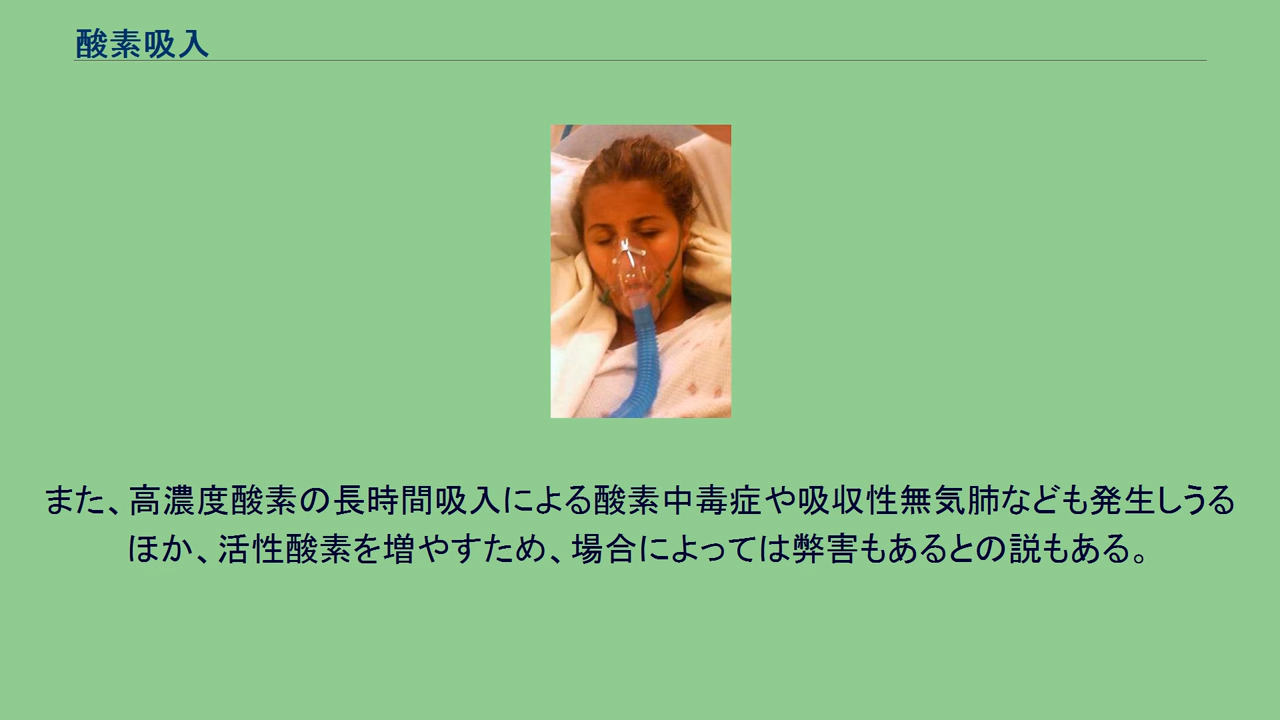 酸素吸入
また、高濃度酸素の長時間吸入による酸素中毒症や吸収性無気肺なども発生しうる
ほか、活性酸素を増やすため、場合によっては弊害もあるとの説もある。